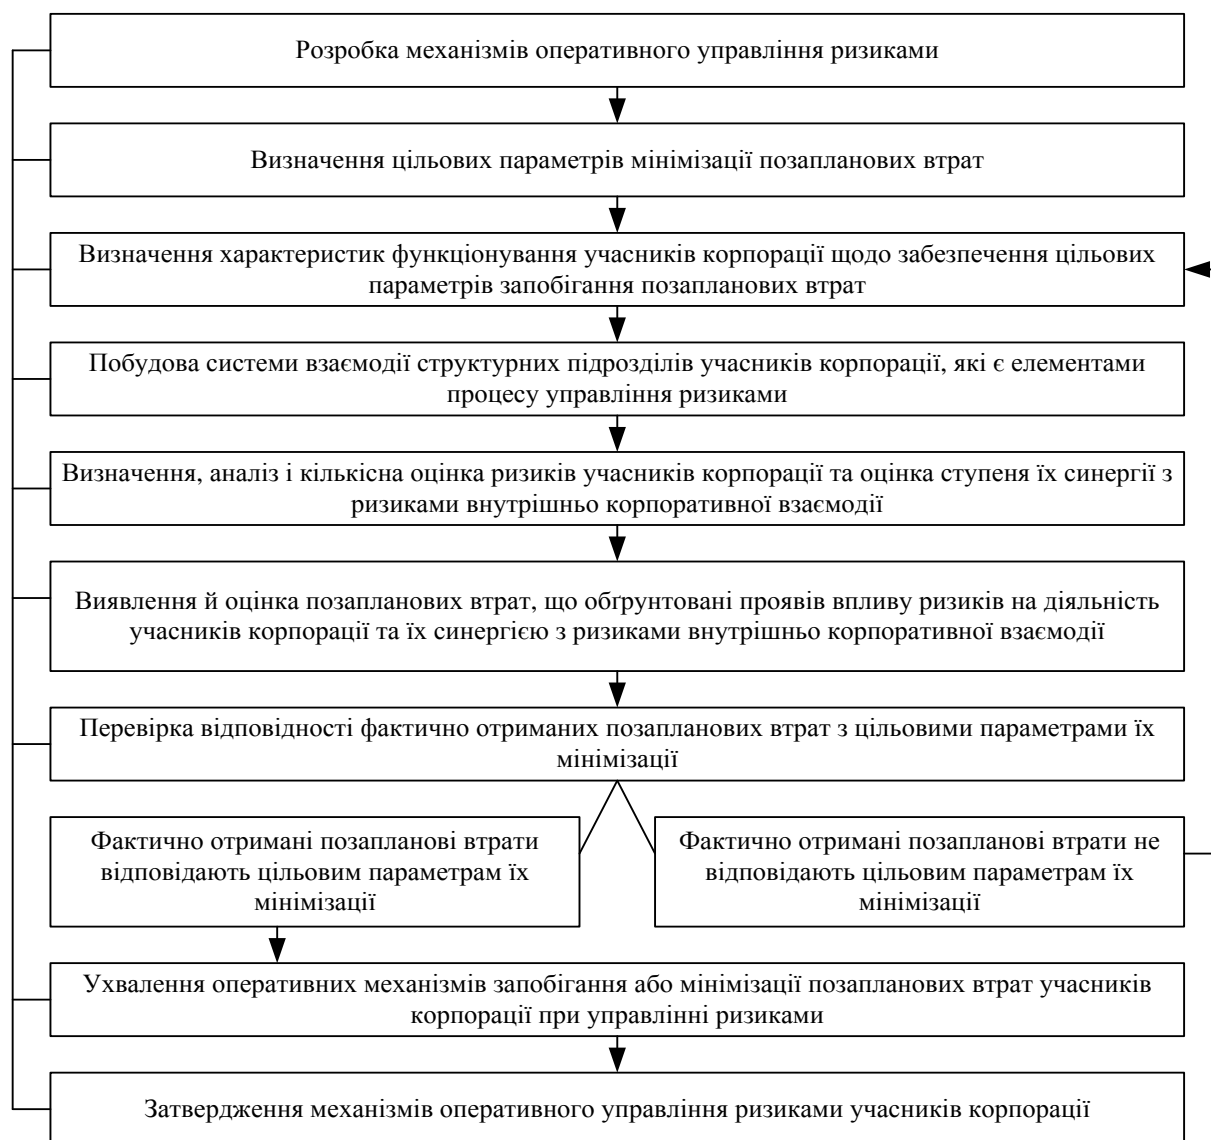 Розробка механізмів оперативного управління ризиками
Визначення цільових параметрів мінімізації позапланових втрат
Визначення характеристик функціонування учасників корпорації щодо забезпечення цільових
параметрів запобігання позапланових втрат
Побудова системи взаємодії структурних підрозділів учасників корпорації, які є елементами
процесу управління ризиками
Визначення, аналіз і кількісна оцінка ризиків учасників корпорації та оцінка ступеня їх синергії з
ризиками внутрішньо корпоративної взаємодії
Виявлення й оцінка позапланових втрат, що обґрунтовані проявів впливу ризиків на діяльність
учасників корпорації та їх синергією з ризиками внутрішньо корпоративної взаємодії
Перевірка відповідності фактично отриманих позапланових втрат з цільовими параметрами їх
мінімізації
Фактично отримані позапланові втрати
відповідають цільовим параметрам їх
мінімізації
Фактично отримані позапланові втрати не
відповідають цільовим параметрам їх
мінімізації
Ухвалення оперативних механізмів запобігання або мінімізації позапланових втрат учасників
корпорації при управлінні ризиками
Затвердження механізмів оперативного управління ризиками учасників корпорації